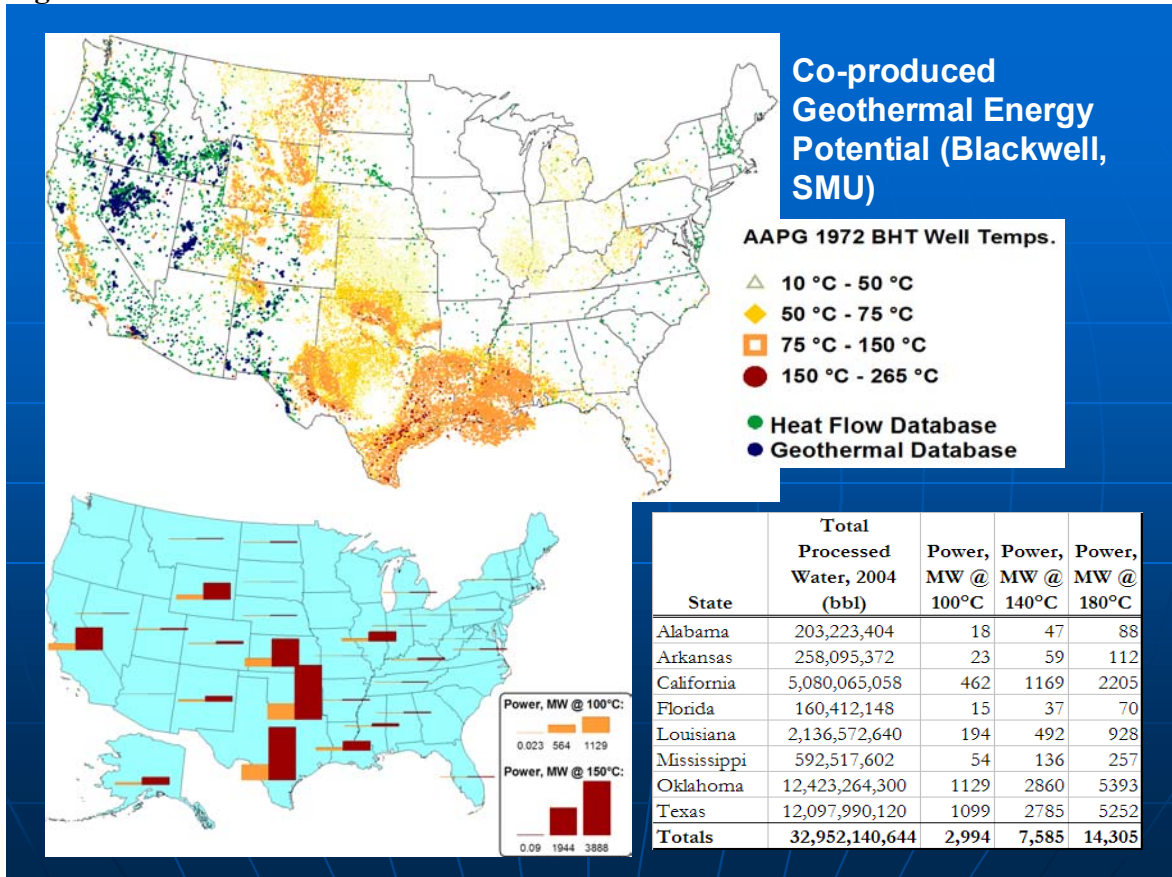 Co-produced
Geothermal Energy
Potential (Blackwell,
SMU)
AAPG 1972 BHT Well Temps.
10 °C - 50 °C
50 °C - 75 °C
75 °C - 150 °C
150 °C - 265 °C
Heat Flow Database
Geothermal Database
Power, MW @ 100°C:
0.023 564 1129
Power, MW @ 150°C:
0.09 1944 3888
State Total Processed Water, 2004 (bbl) Power, MW @ 100°C Power, MW @ 140°C Power, MW @ 180°C
Alabama 203,223,404 18 47 88
Arkansas 258,095,372 23 59 112
California 5,080,065,058 462 1169 2205
Florida 160,412,148 15 37 70
Louisiana 2,136,572,640 194 492 928
Mississippi 592,517,602 54 136 257
Oklahoma 12,423,264,300 1129 2860 5393
Texas 12,097,990,120 1099 2785 5252
Totals 32,952,140,644 2,994 7,585 14,305